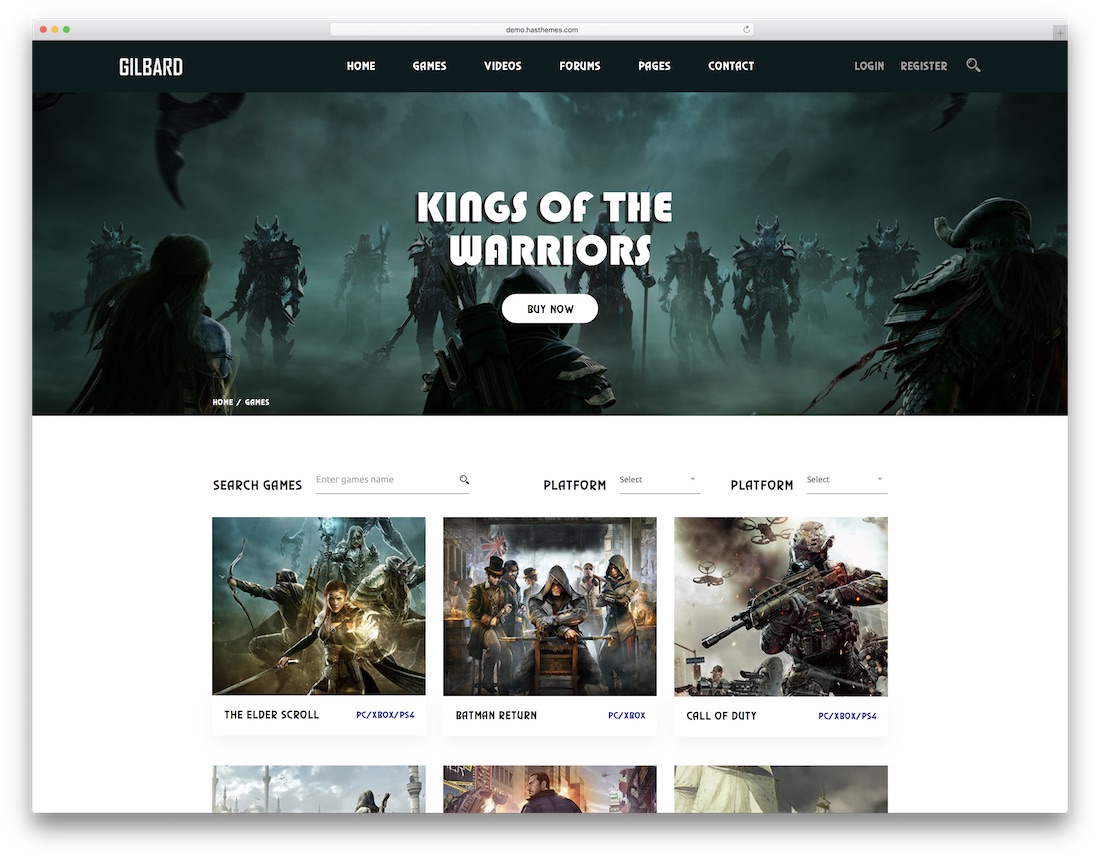 demo.hasthemes.com
GILBARD
HOME GAMES VIDEOS FORUMS PAGES CONTACT
LOGIN REGISTER
KINGS OF THE
WARRIORS
BUY NOW
HOME / GAMES
SEARCH GAMES Enter games name PLATFORM Select PLATFORM Select
THE ELDER SCROLL PC/XBOX/PS4
BATMAN RETURN PC/XBOX
CALL OF DUTY PC/XBOX/PS4